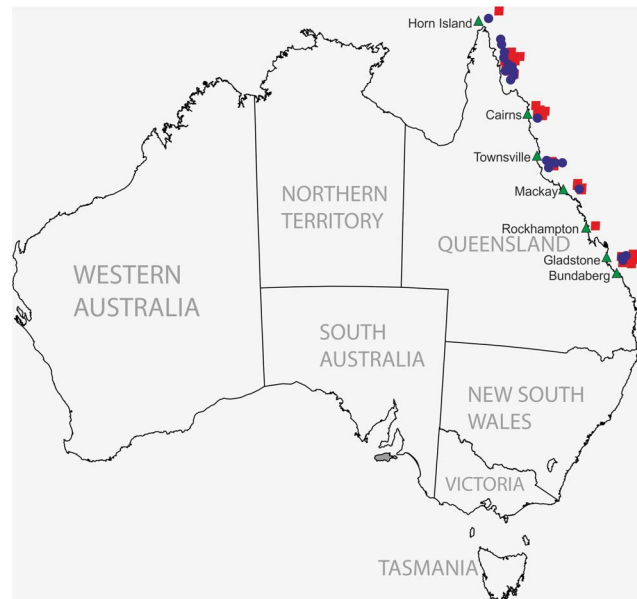 Horn Island
Cairns
Townsville
NORTHERN
TERRITORY
Mackay
Rockhampton
QUEENSLAND
WESTERN
AUSTRALIA
Gladstone
Bundaberg
SOUTH
AUSTRALIA
NEW SOUTH
WALES
VICTORIA
TASMANIA